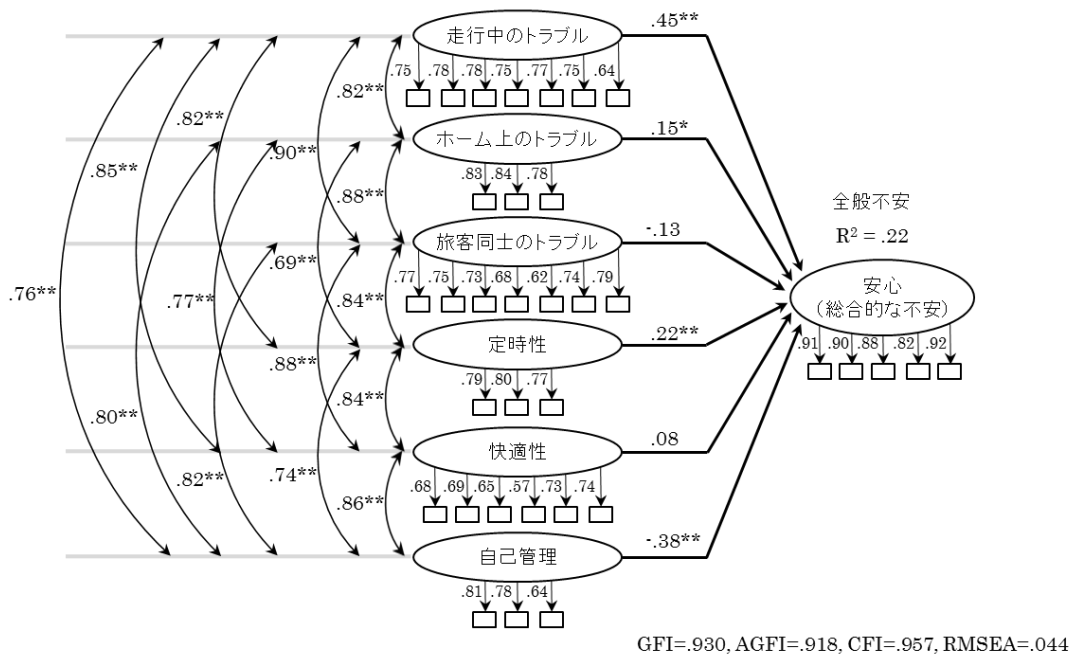 走行中のトラブル
.45**
.75 .78 .78 .75 .77 .75 .64
.82**
ホーム上のトラブル
.15*
.82**
.90**
.83 .84 .78
.85**
.88**
全般不安
R² = .22
旅客同士のトラブル
-.13
.69**
.77 .75 .73 .68 .62 .74 .79
安心
(総合的な不安)
.76**
.77**
.84**
定時性
.22**
.91 .90 .88 .82 .92
.88**
.79 .80 .77
.84**
.80**
快適性
.08
.82**
.74**
.68 .69 .65 .57 .73 .74
.86**
自己管理
-.38**
.81 .78 .64
GFI=.930, AGFI=.918, CFI=.957, RMSEA=.044